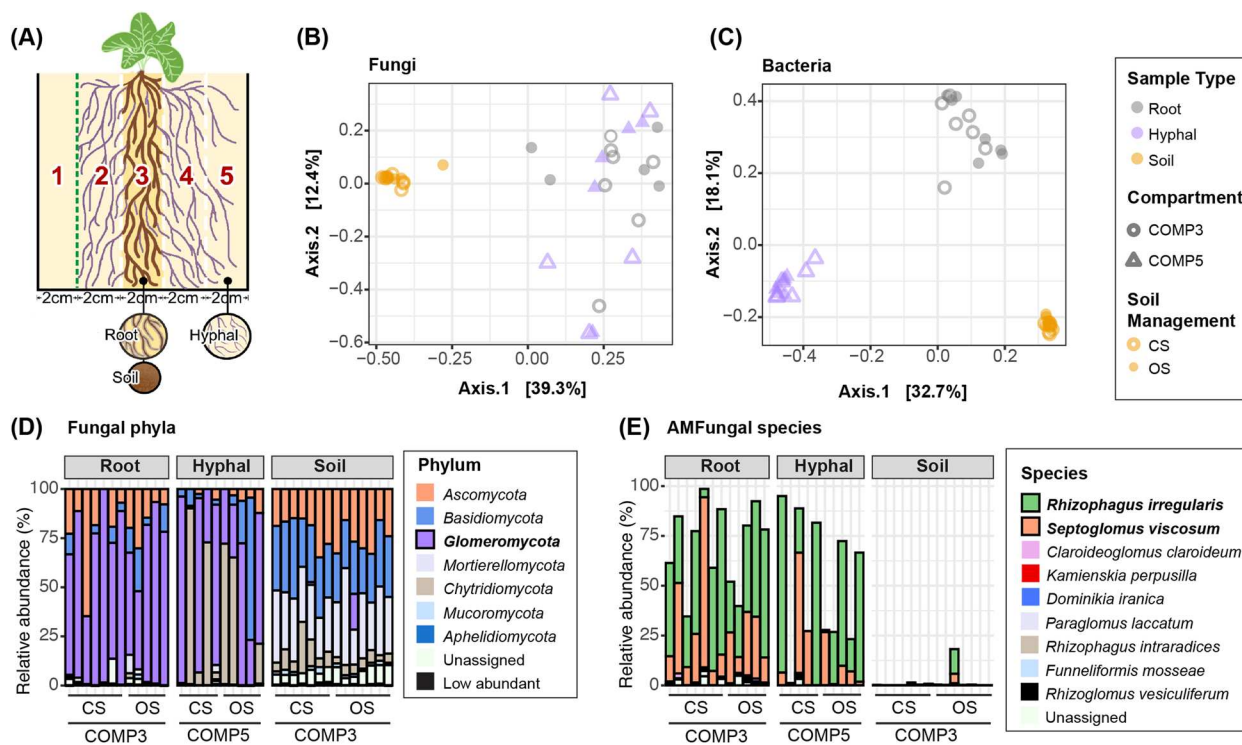 (A)
1 2 3 4 5
2cm 2cm 2cm 2cm 2cm
Root Hyphal
Soil
(B)
Fungi
Axis.2 [12.4%]
0.2
0.0
−0.2
−0.4
−0.6
−0.50 0.25 0.00 0.25
Axis.1 [39.3%]
(C)
Bacteria
Axis.2 [18.1%]
0.4
0.2
0.0
−0.2
−0.4 −0.2 0.0 0.2
Axis.1 [32.7%]
Sample Type
Root
Hyphal
Soil
Compartment
COMP3
COMP5
Soil
Management
CS
OS
(D) Fungal phyla
Root Hyphal Soil
Relative abundance (%)
100
75
50
25
0
CS OS CS OS CS OS
COMP3 COMP5 COMP3
Phylum
Ascomycota
Basidiomycota
Glomeromycota
Mortierellomycota
Chytridiomycota
Mucoromycota
Aphelidiomycota
Unassigned
Low abundant
(E) AMFungal species
Root Hyphal Soil
Relative abundance (%)
100
75
50
25
0
CS OS CS OS CS OS
COMP3 COMP5 COMP3
Species
Rhizophagus irregularis
Septoglomus viscosum
Claroideoglomus claroideum
Kamienskia perpusilla
Dominikia iranica
Paraglomus laccatum
Rhizophagus intraradices
Funneliformis mosseae
Rhizoglomus vesiculiferum
Unassigned